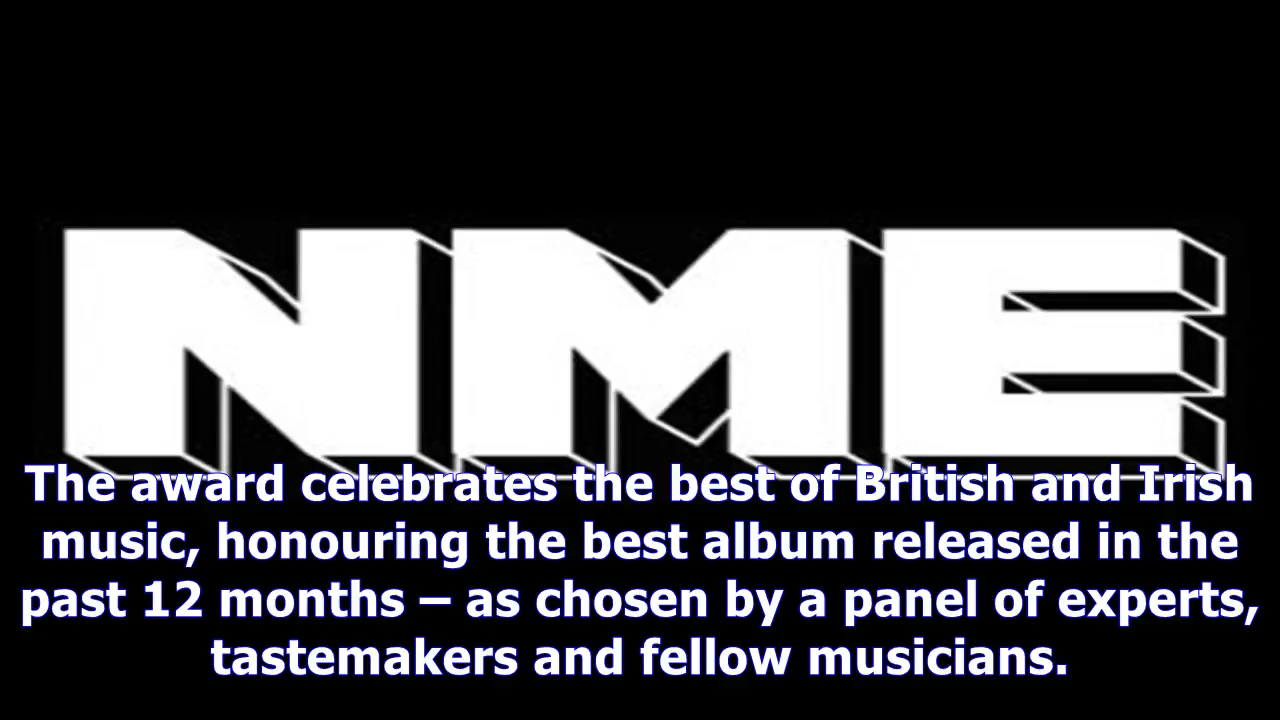 NME
The award celebrates the best of British and Irish
music, honouring the best album released in the
past 12 months – as chosen by a panel of experts,
tastemakers and fellow musicians.